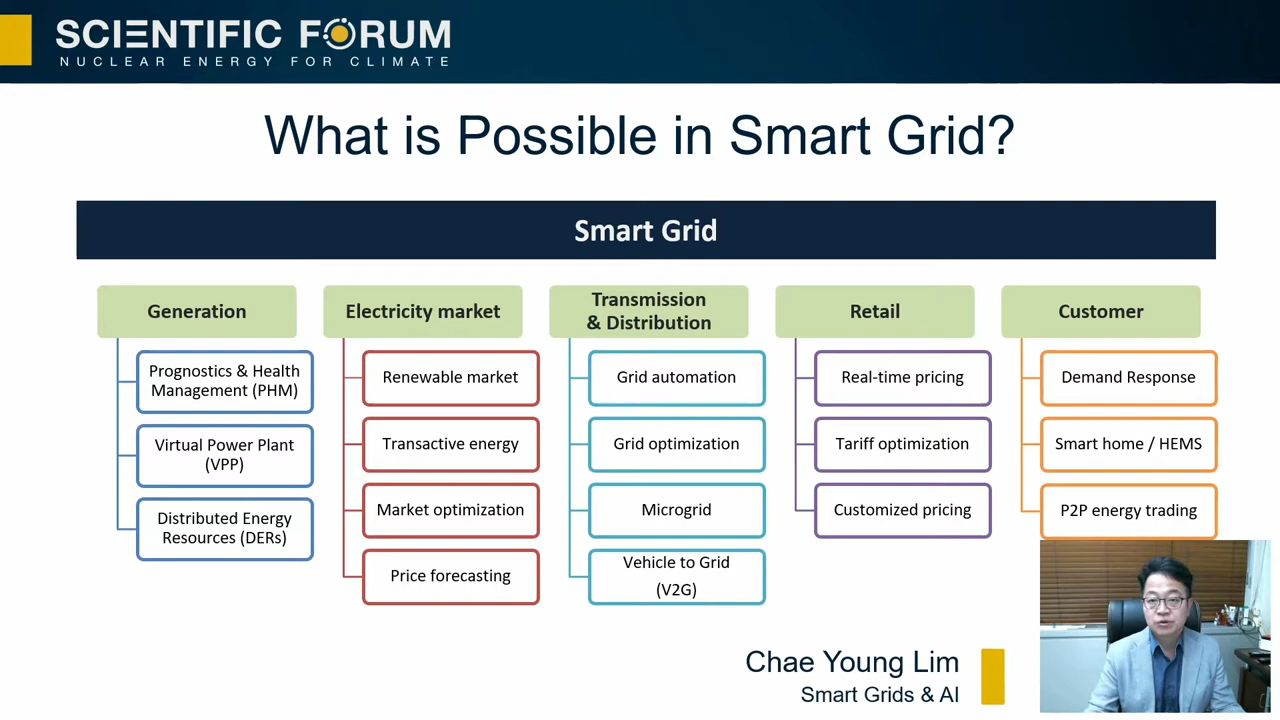 SCIENTIFIC FORUM
NUCLEAR ENERGY FOR CLIMATE
What is Possible in Smart Grid?
Smart Grid
Generation
Prognostics & Health
Management (PHM)
Virtual Power Plant
(VPP)
Distributed Energy
Resources (DERs)
Electricity market
Renewable market
Transactive energy
Market optimization
Price forecasting
Transmission
& Distribution
Grid automation
Grid optimization
Microgrid
Vehicle to Grid
(V2G)
Retail
Real-time pricing
Tariff optimization
Customized pricing
Customer
Demand Response
Smart home / HEMS
P2P energy trading
Chae Young Lim
Smart Grids & AI